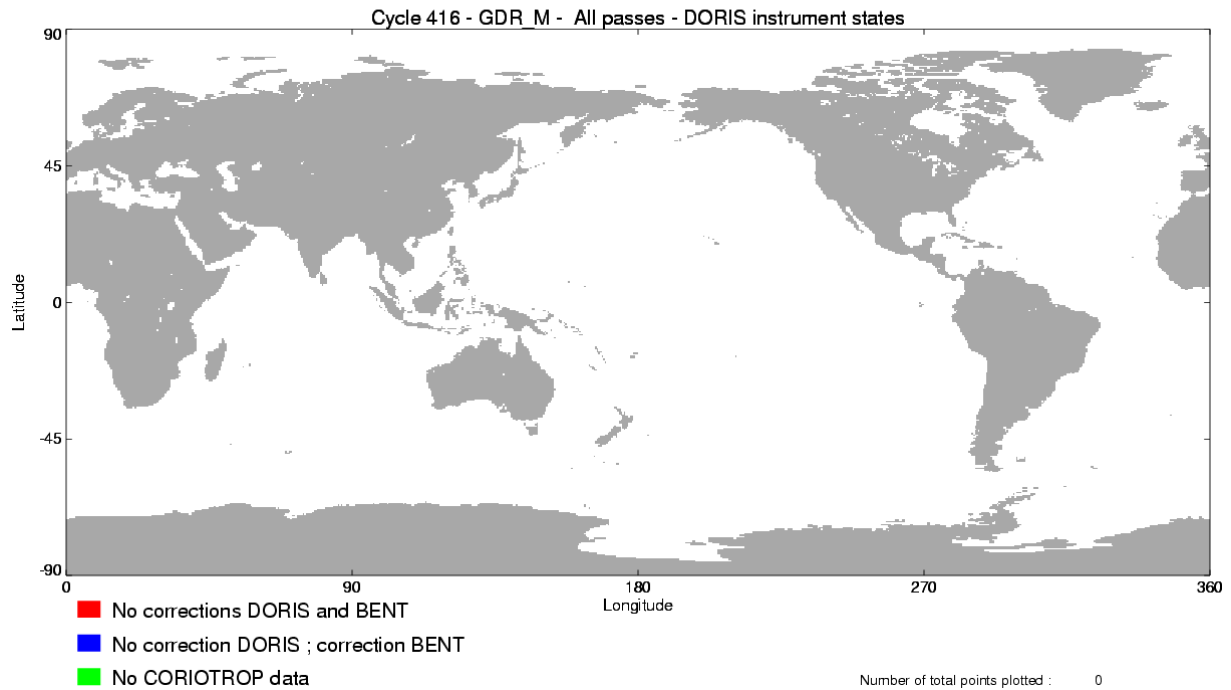 Cycle 416 - GDR_M - All passes - DORIS instrument states
90
45
0
-45
-90
Latitude
0 90 180 270 360
Longitude
No corrections DORIS and BENT
No correction DORIS ; correction BENT
No CORIOTROP data
Number of total points plotted : 0